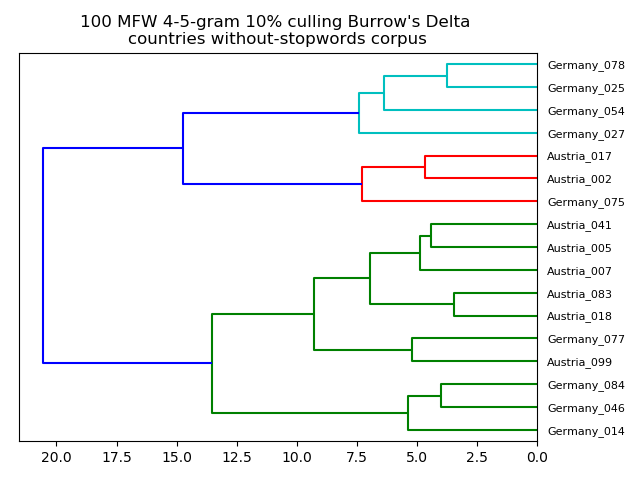 100 MFW 4-5-gram 10% culling Burrow's Delta
countries without-stopwords corpus
Germany_078
Germany_025
Germany_054
Germany_027
Austria_017
Austria_002
Germany_075
Austria_041
Austria_005
Austria_007
Austria_083
Austria_018
Germany_077
Austria_099
Germany_084
Germany_046
Germany_014
20.0 17.5 15.0 12.5 10.0 7.5 5.0 2.5 0.0